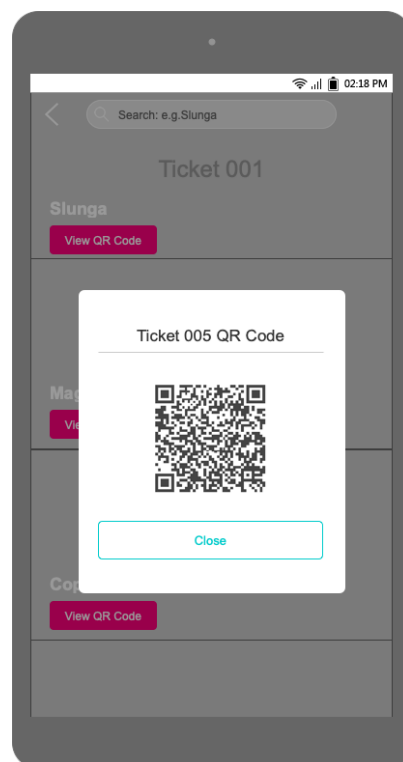 02:18 PM
Search: e.g.Slunga
Ticket 001
Slunga
View QR Code
Ticket 005 QR Code
Close
View QR Code